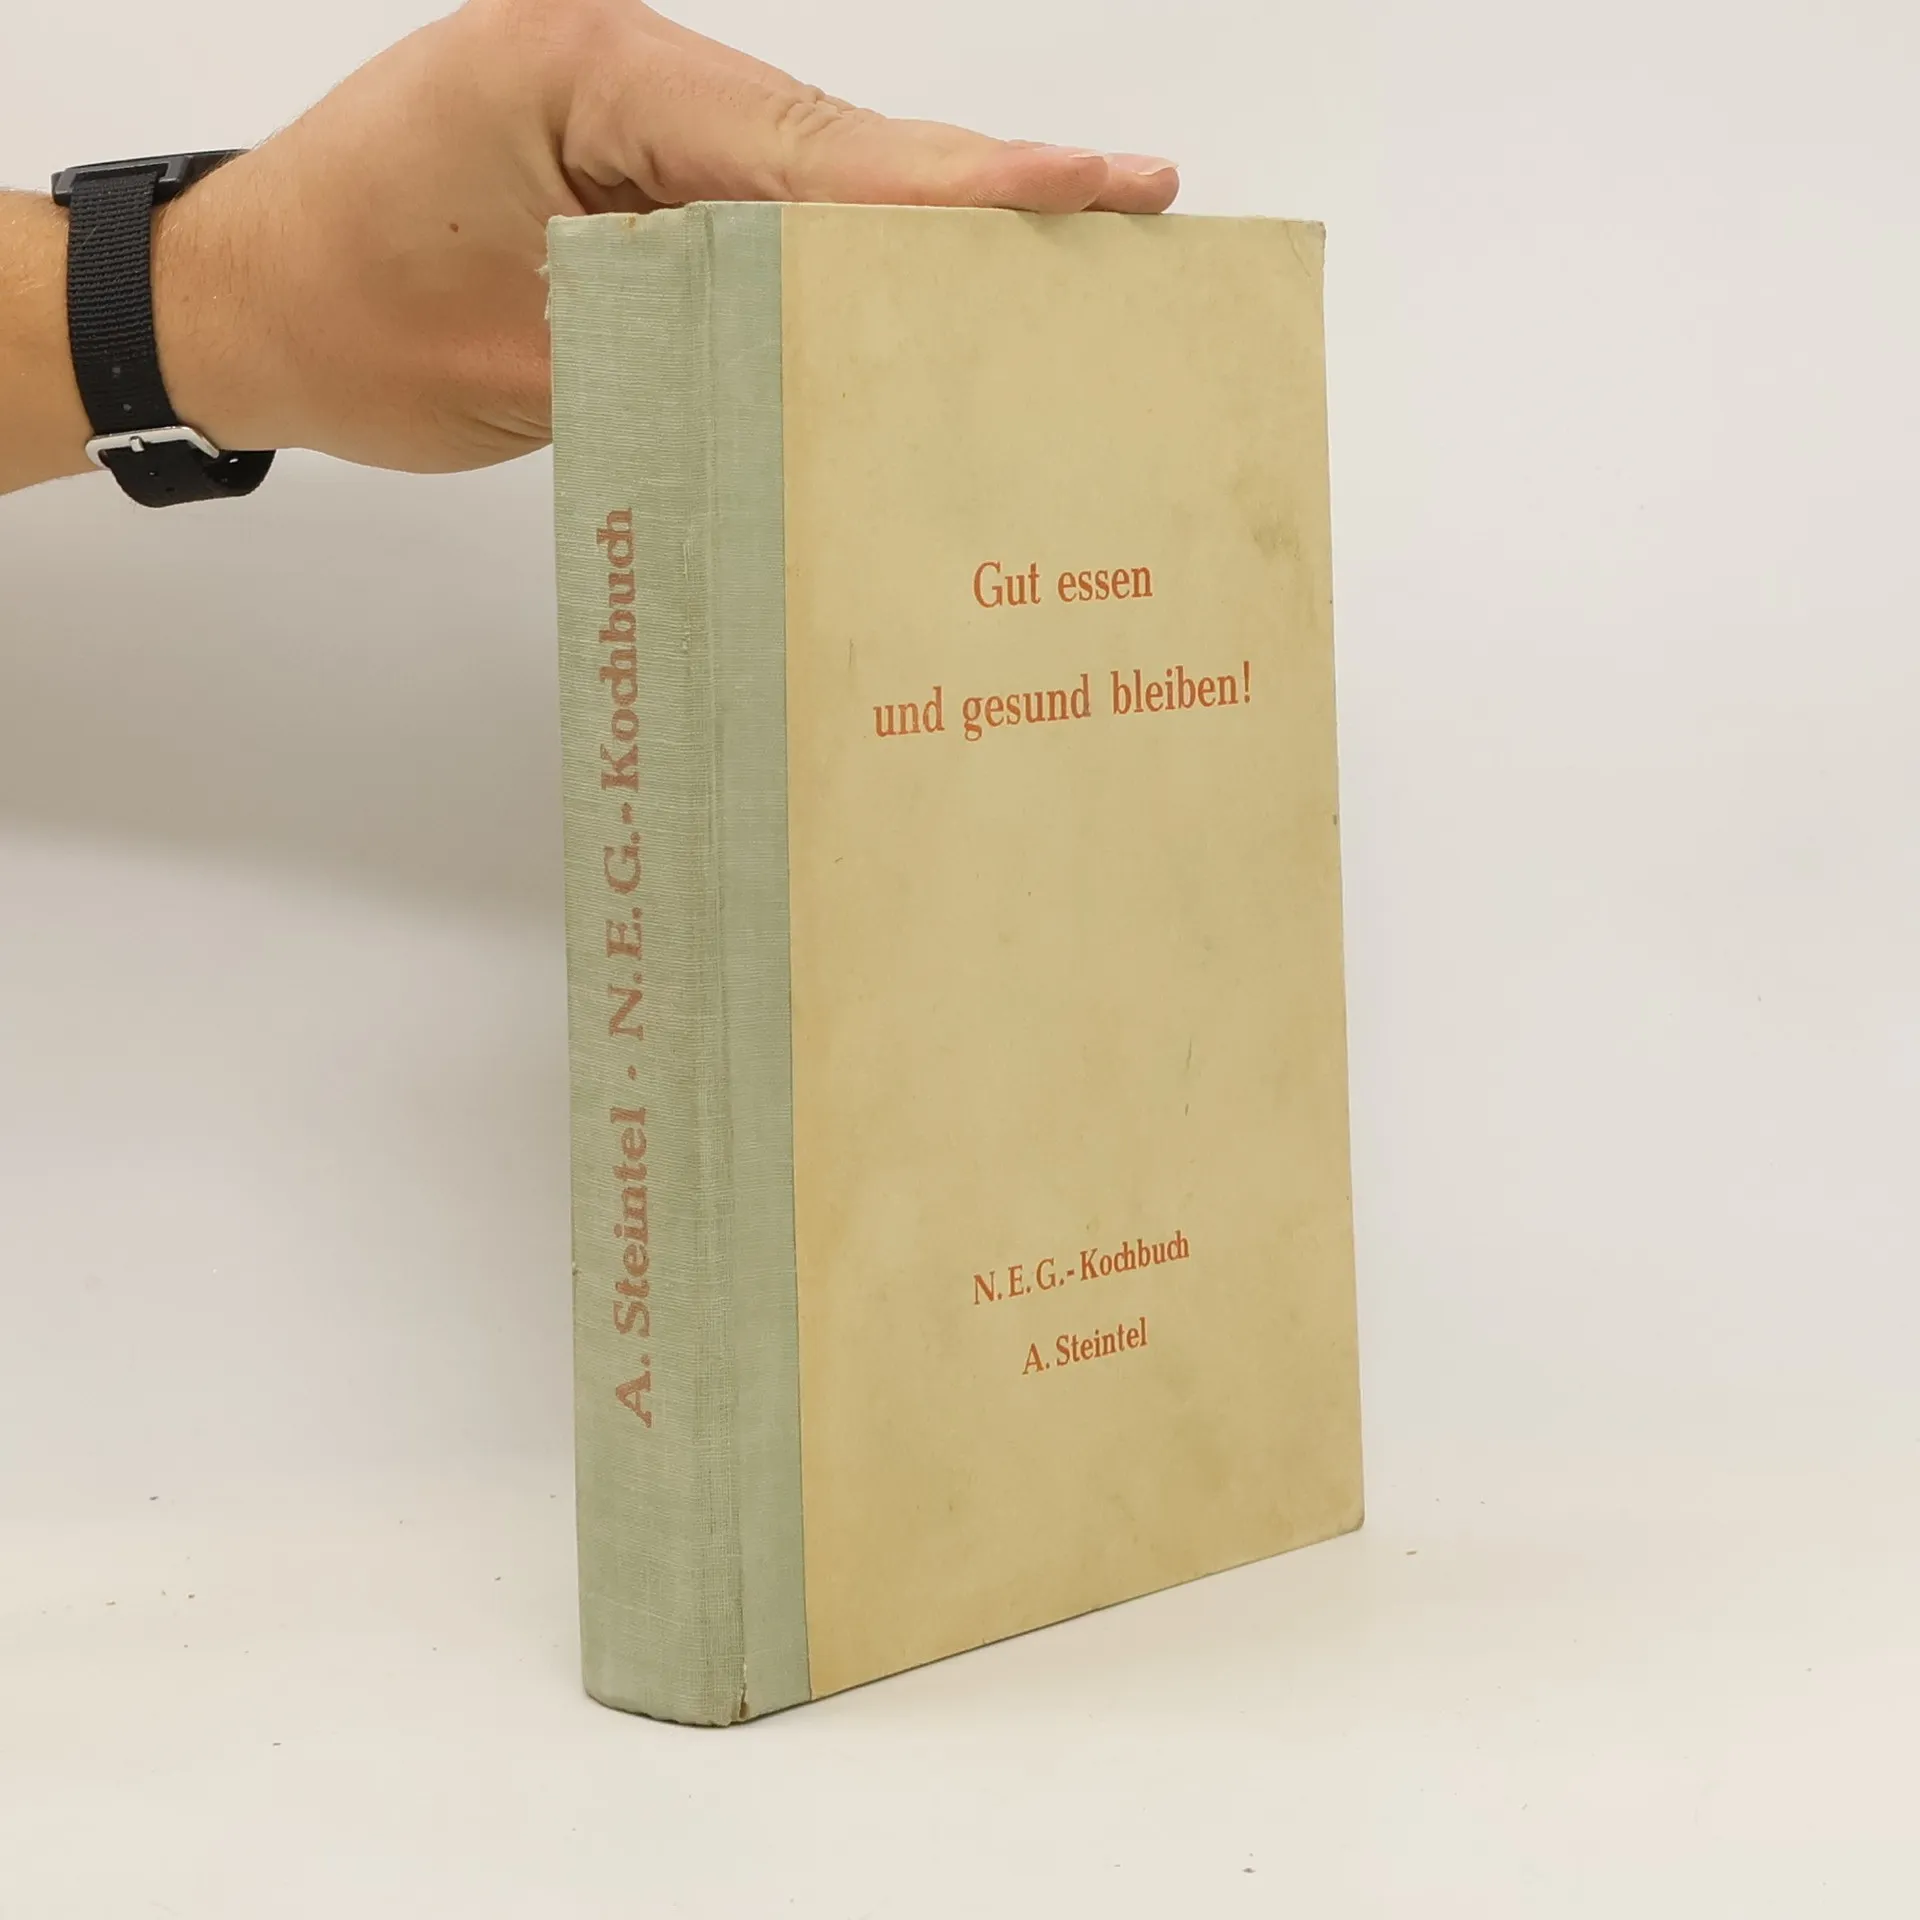 A. Steintel · N. E. G.-Kochbuch
Gut essen
und gesund bleiben!
N. E. G.-Kochbuch
A. Steintel